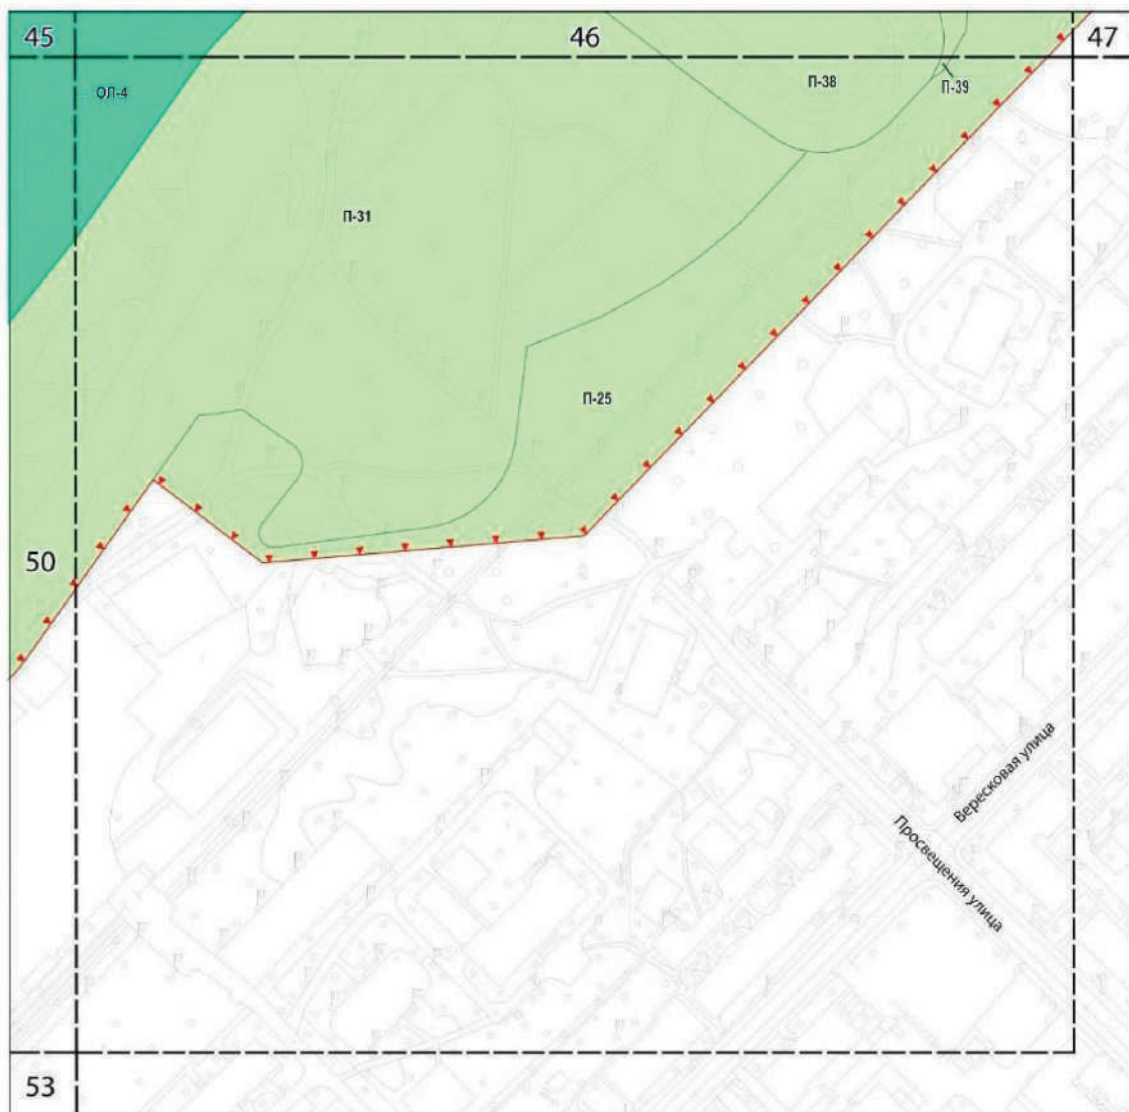 45
46
47
ОЛ-4
П-38
П-39
П-31
П-25
50
Вересковая улица
Просвещения улица
53